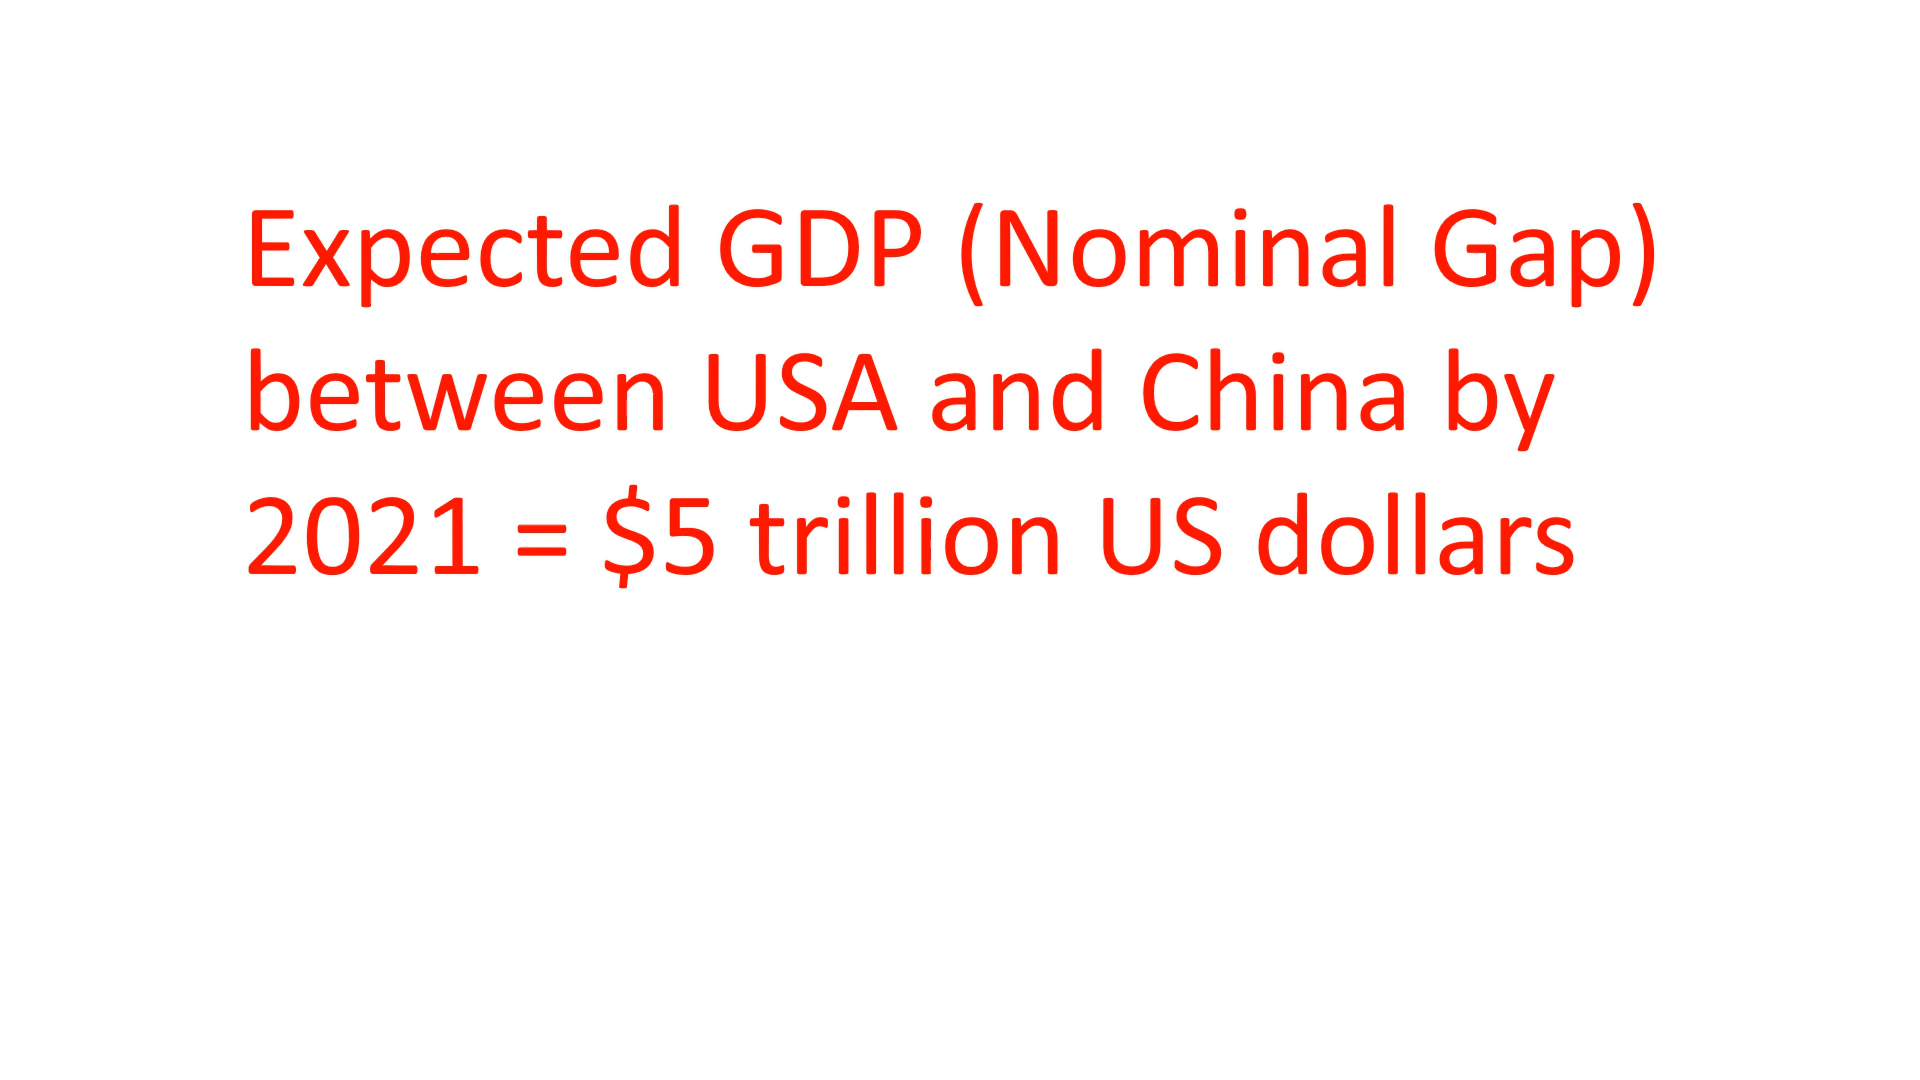 Expected GDP (Nominal Gap)
between USA and China by
2021 = $5 trillion US dollars